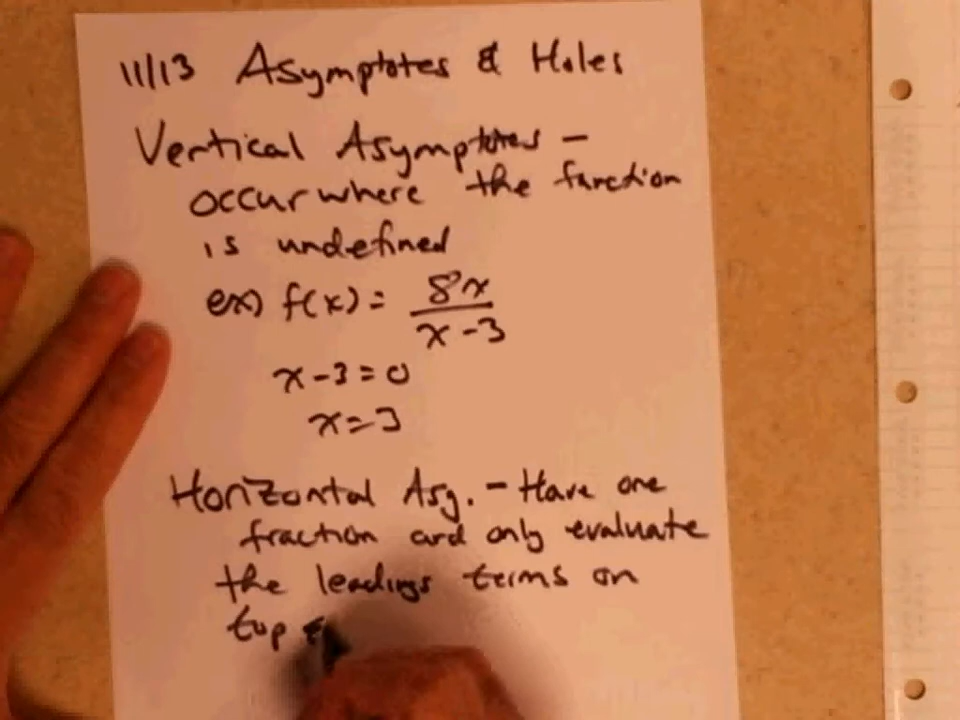 11/13 Asymptotes & Holes
Vertical Asymptotes -
occur where the function
is undefined
ex) f(x) = 8x / x-3
x-3=0
x=3
Horizontal Asy. - Have one
fraction and only evaluate
the leadings terms on
top